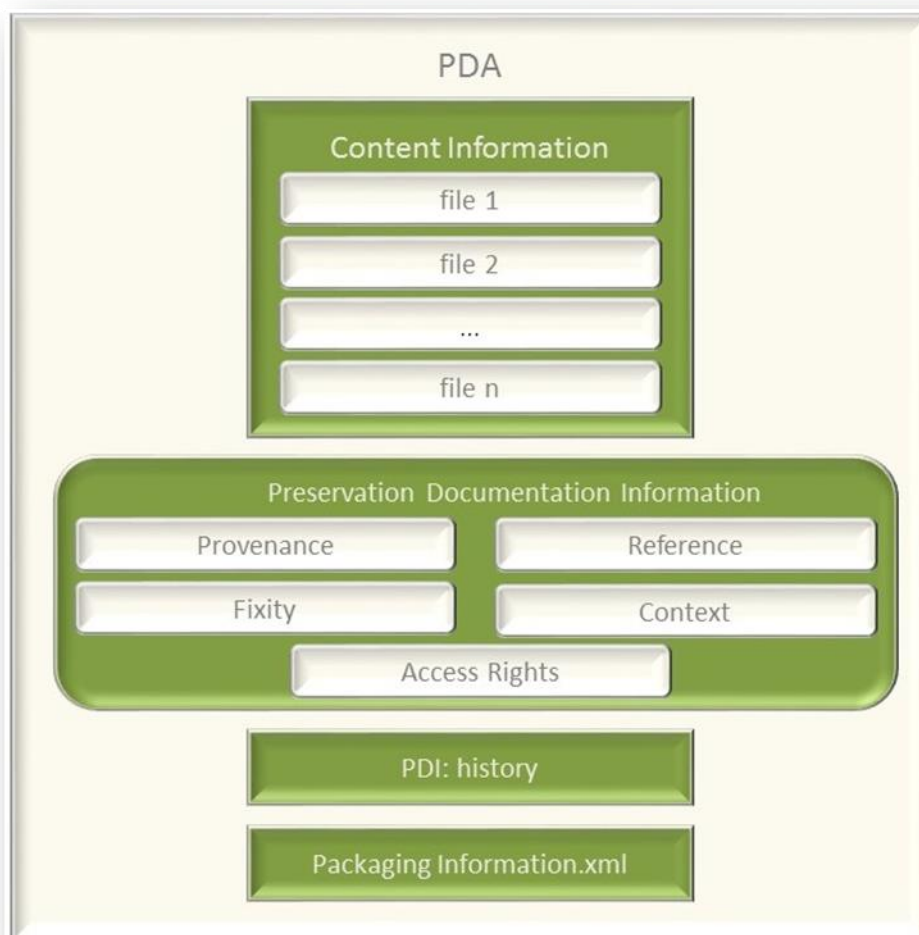 PDA
Content Information
file 1
file 2
...
file n
Preservation Documentation Information
Provenance
Reference
Fixity
Context
Access Rights
PDI: history
Packaging Information.xml